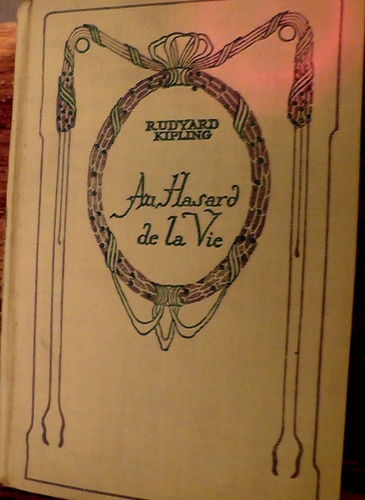 RUDYARD
KIPLING
Au Hasard
de la Vie